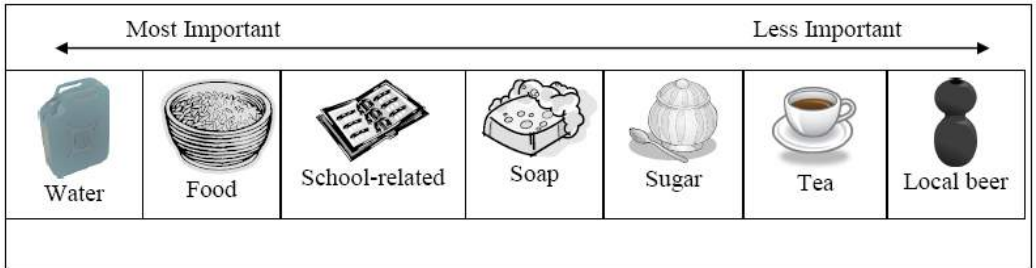 Most Important Less Important
Water
Food
School-related
Soap
Sugar
Tea
Local beer